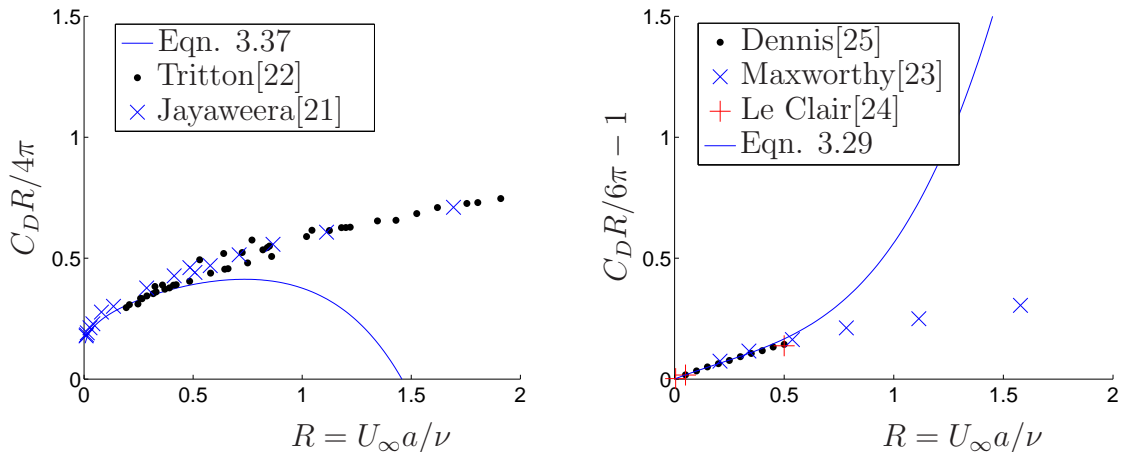 1.5
1
0.5
0
C_D R/4π
Eqn. 3.37
Tritton[22]
Jayaweera[21]
0
0.5
1
1.5
2
R = U_∞a/ν
1.5
1
0.5
0
C_D R/6π − 1
Dennis[25]
Maxworthy[23]
Le Clair[24]
Eqn. 3.29
0
0.5
1
1.5
2
R = U_∞a/ν